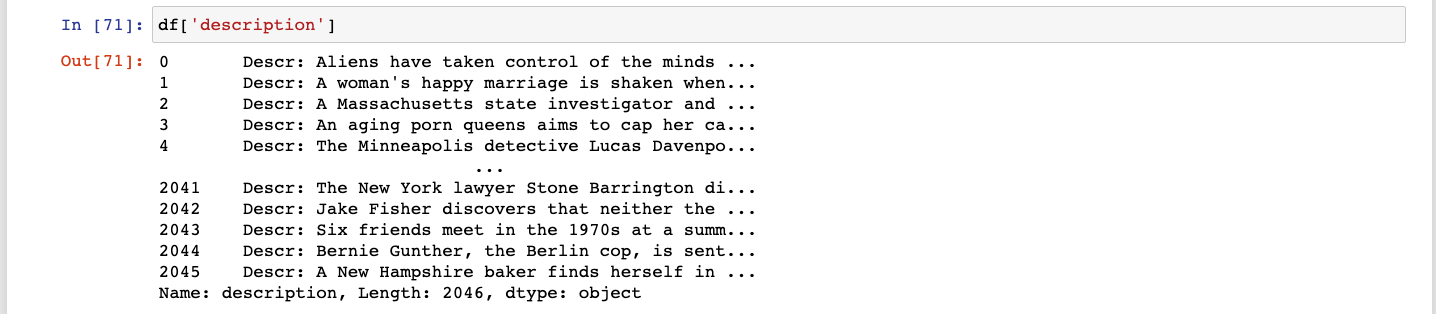 In [71]: df['description']
Out[71]: 0       Descr: Aliens have taken control of the minds ...
1       Descr: A woman's happy marriage is shaken when...
2       Descr: A Massachusetts state investigator and ...
3       Descr: An aging porn queens aims to cap her ca...
4       Descr: The Minneapolis detective Lucas Davenpo...
...
2041    Descr: The New York lawyer Stone Barrington di...
2042    Descr: Jake Fisher discovers that neither the ...
2043    Descr: Six friends meet in the 1970s at a summ...
2044    Descr: Bernie Gunther, the Berlin cop, is sent...
2045    Descr: A New Hampshire baker finds herself in ...
Name: description, Length: 2046, dtype: object